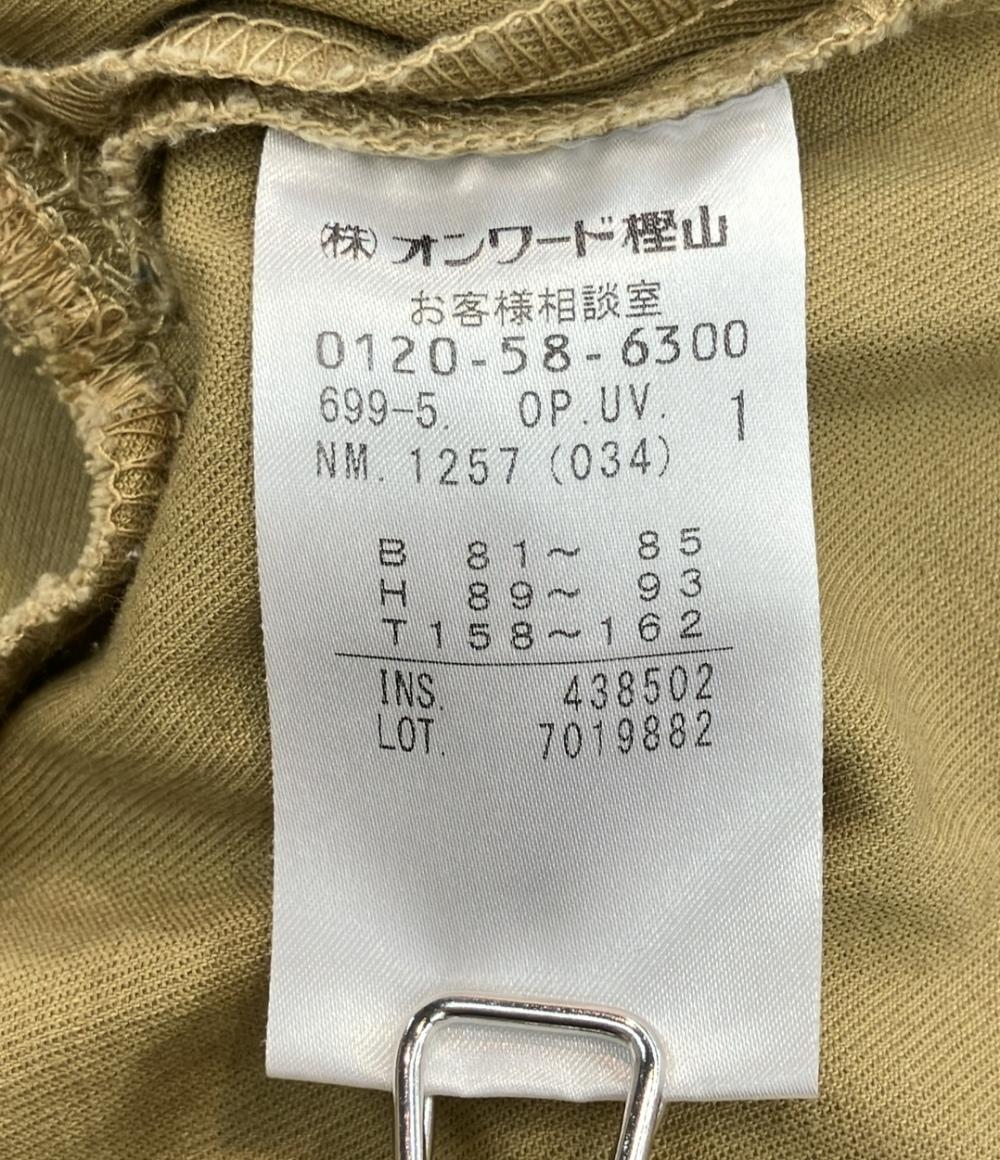 ㈱オンワード樫山
お客様相談室
0120-58-6300
699-5. OP.UV. 1
NM. 1257 (034)
B 81～ 85
H 89～ 93
T158～162
INS. 438502
LOT. 7019882